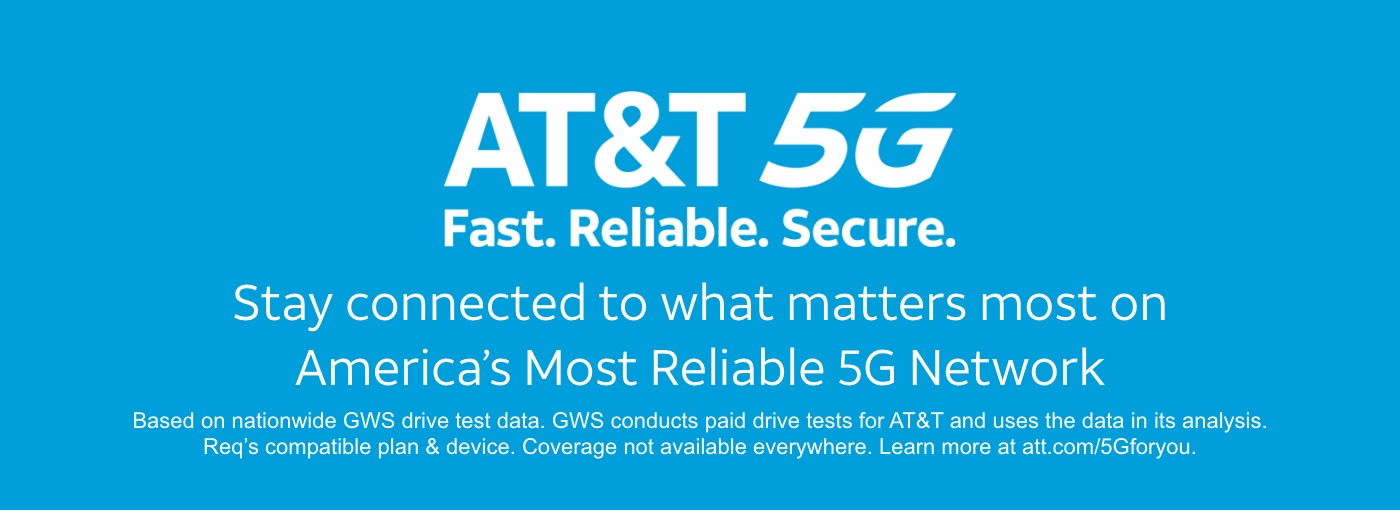 AT&T 5G
Fast. Reliable. Secure.
Stay connected to what matters most on
America’s Most Reliable 5G Network
Based on nationwide GWS drive test data. GWS conducts paid drive tests for AT&T and uses the data in its analysis.
Req’s compatible plan & device. Coverage not available everywhere. Learn more at att.com/5Gforyou.